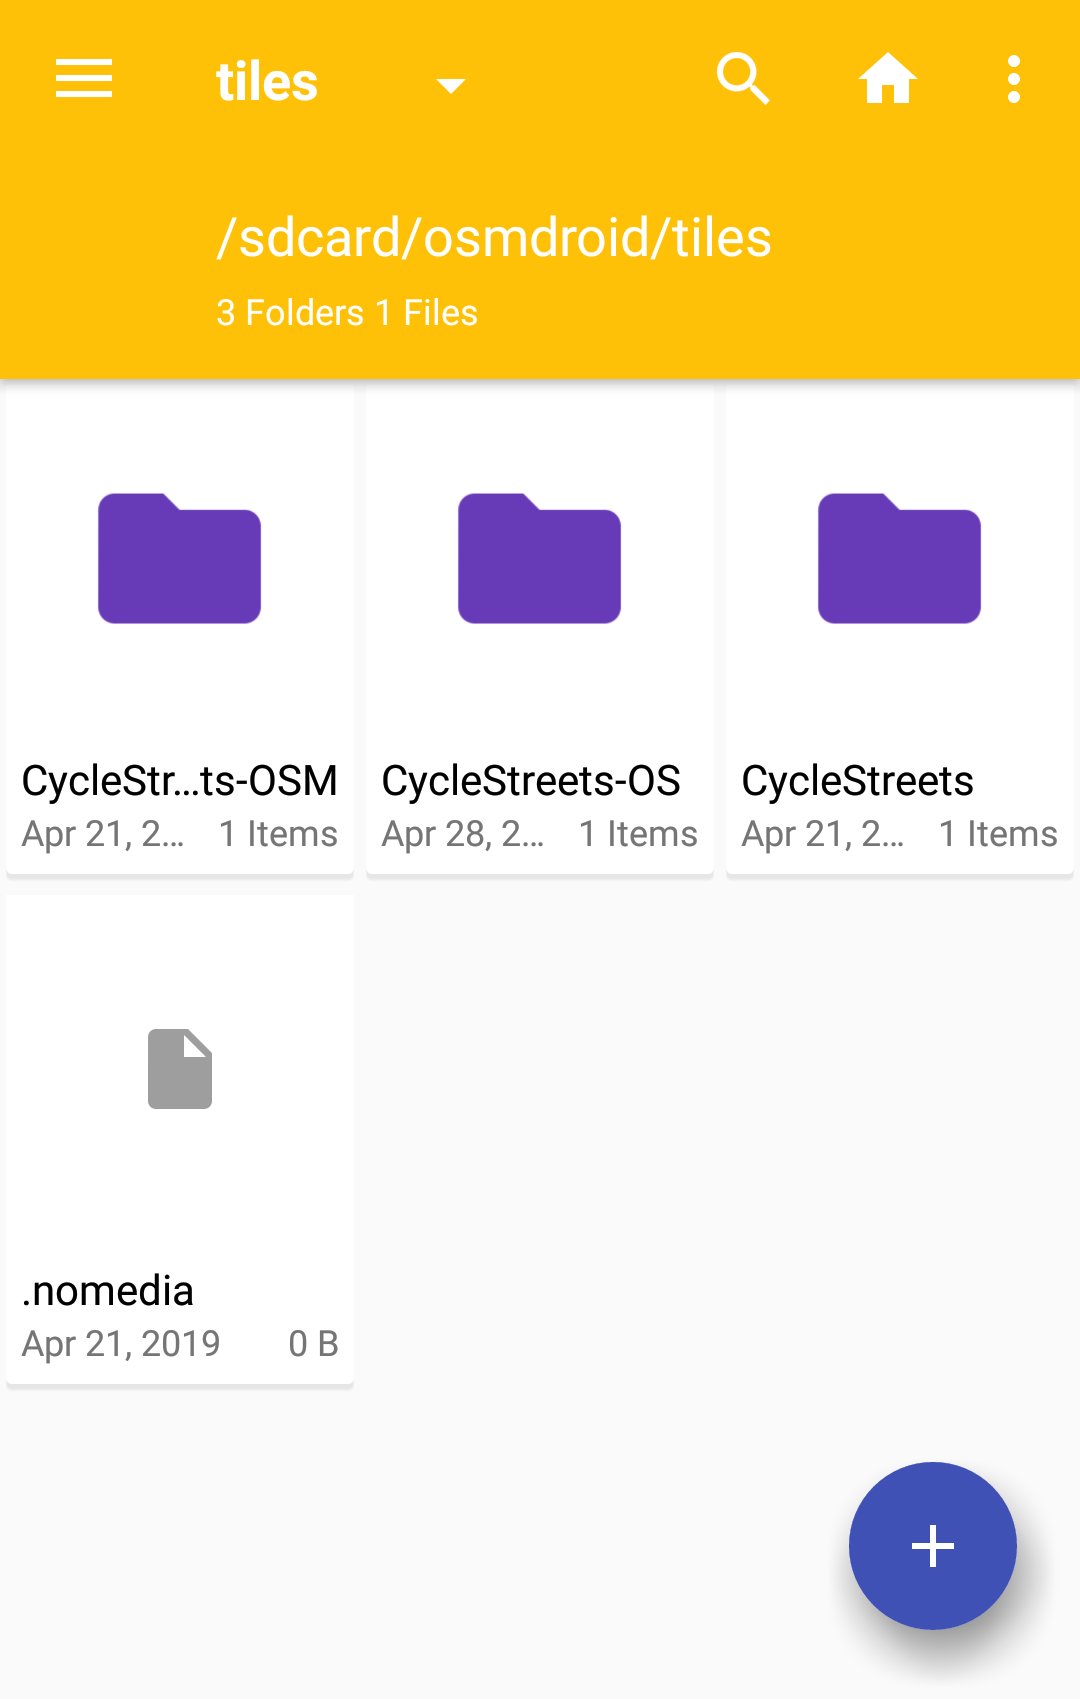 tiles
/sdcard/osmdroid/tiles
3 Folders 1 Files
CycleStr...ts-OSM
Apr 21, 2... 1 Items
CycleStreets-OS
Apr 28, 2... 1 Items
CycleStreets
Apr 21, 2... 1 Items
.nomedia
Apr 21, 2019 0 B